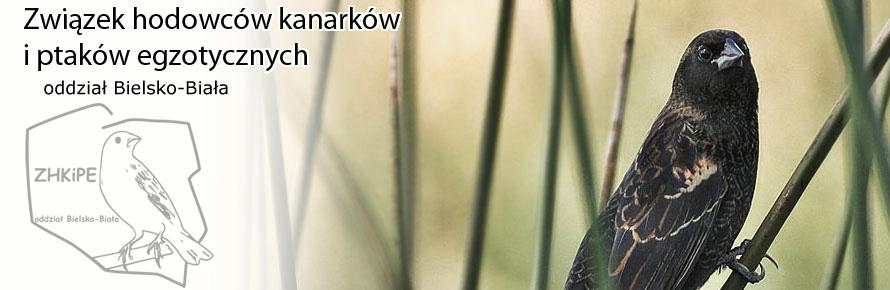 Związek hodowców kanarków
i ptaków egzotycznych
oddział Bielsko-Biała
ZHKiPE
oddział Bielsko-Biała